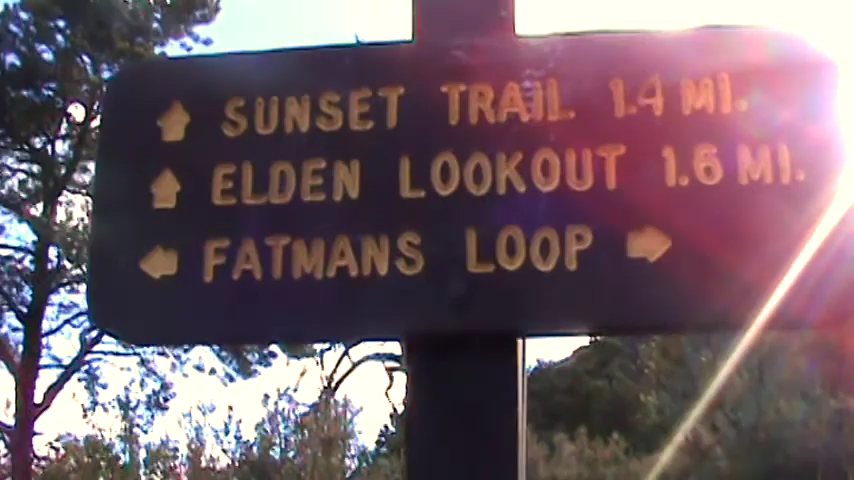 SUNSET TRAIL 1.4 MI.
ELDEN LOOKOUT 1.6 MI.
FATMANS LOOP